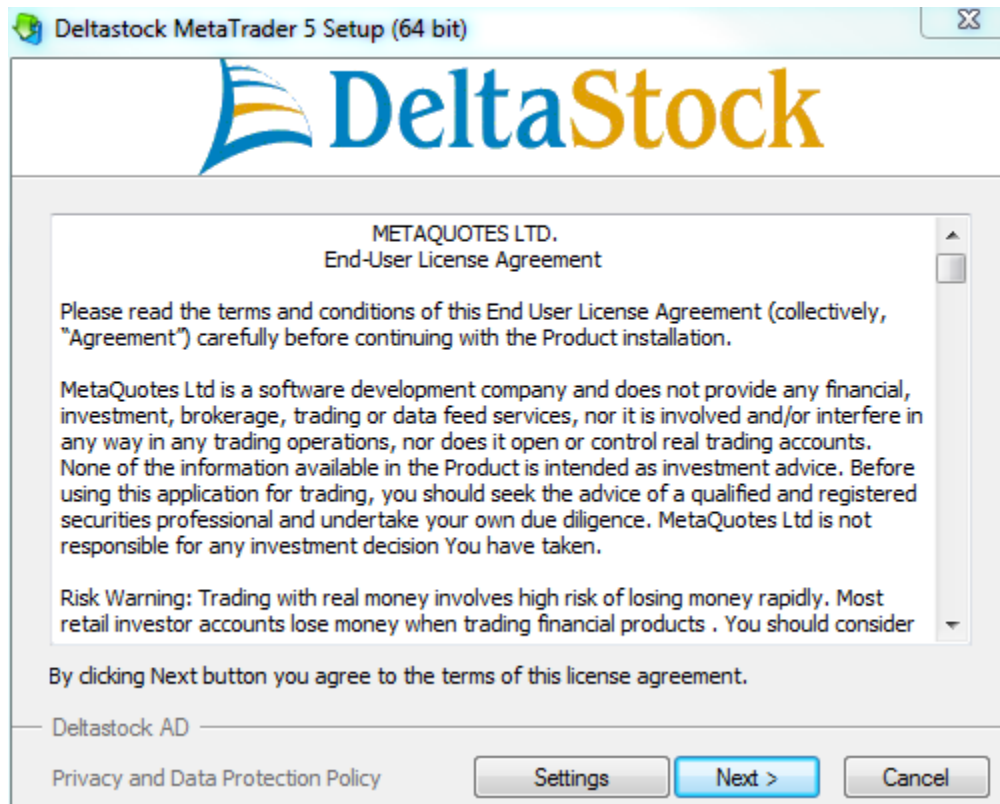 Deltastock MetaTrader 5 Setup (64 bit)
DeltaStock
METAQUOTES LTD.
End-User License Agreement
Please read the terms and conditions of this End User License Agreement (collectively,
“Agreement”) carefully before continuing with the Product installation.
MetaQuotes Ltd is a software development company and does not provide any financial,
investment, brokerage, trading or data feed services, nor it is involved and/or interfere in
any way in any trading operations, nor does it open or control real trading accounts.
None of the information available in the Product is intended as investment advice. Before
using this application for trading, you should seek the advice of a qualified and registered
securities professional and undertake your own due diligence. MetaQuotes Ltd is not
responsible for any investment decision You have taken.
Risk Warning: Trading with real money involves high risk of losing money rapidly. Most
retail investor accounts lose money when trading financial products . You should consider
By clicking Next button you agree to the terms of this license agreement.
Deltastock AD
Privacy and Data Protection Policy
Settings
Next >
Cancel